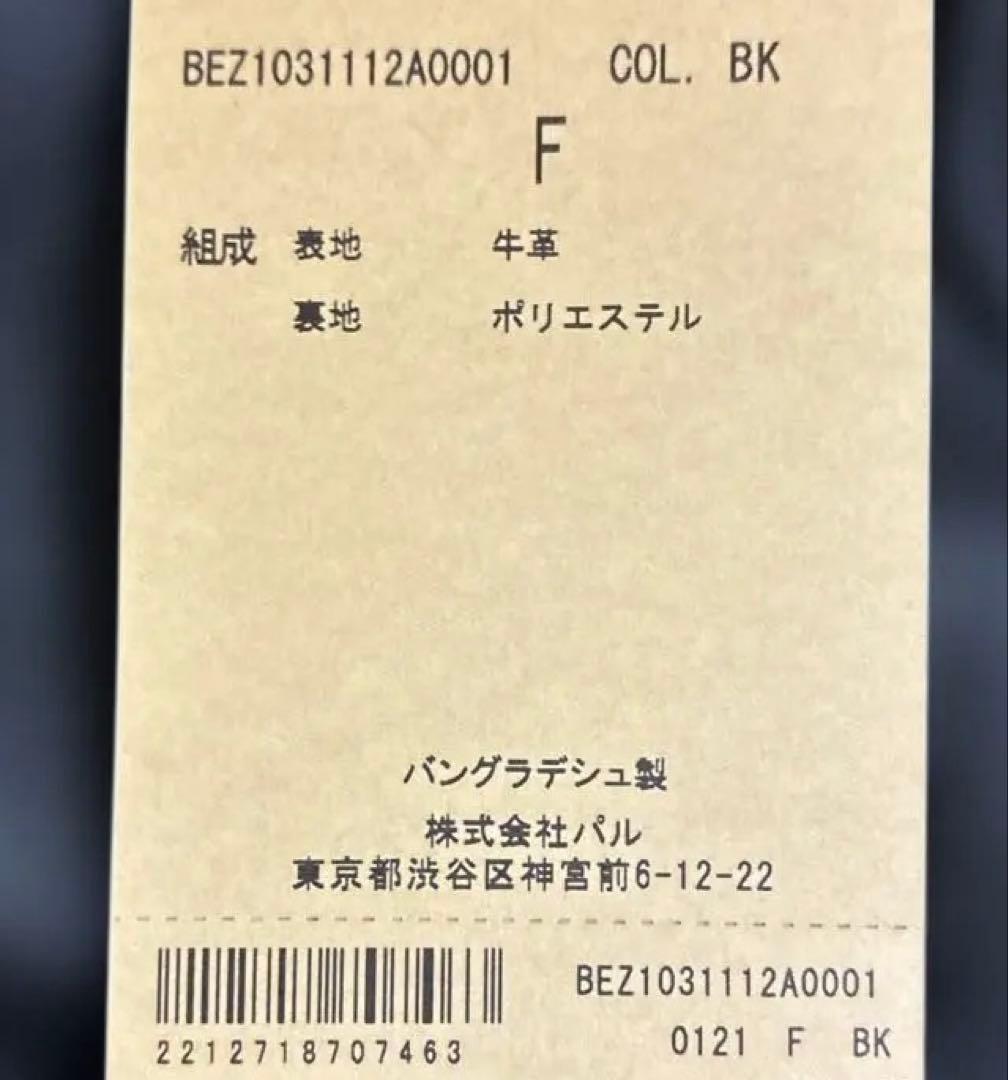 BEZ1031112A0001 COL. BK
F
組成 表地 牛革
裏地 ポリエステル
バングラデシュ製
株式会社パル
東京都渋谷区神宮前6-12-22
BEZ1031112A0001
2212718707463 0121 F BK